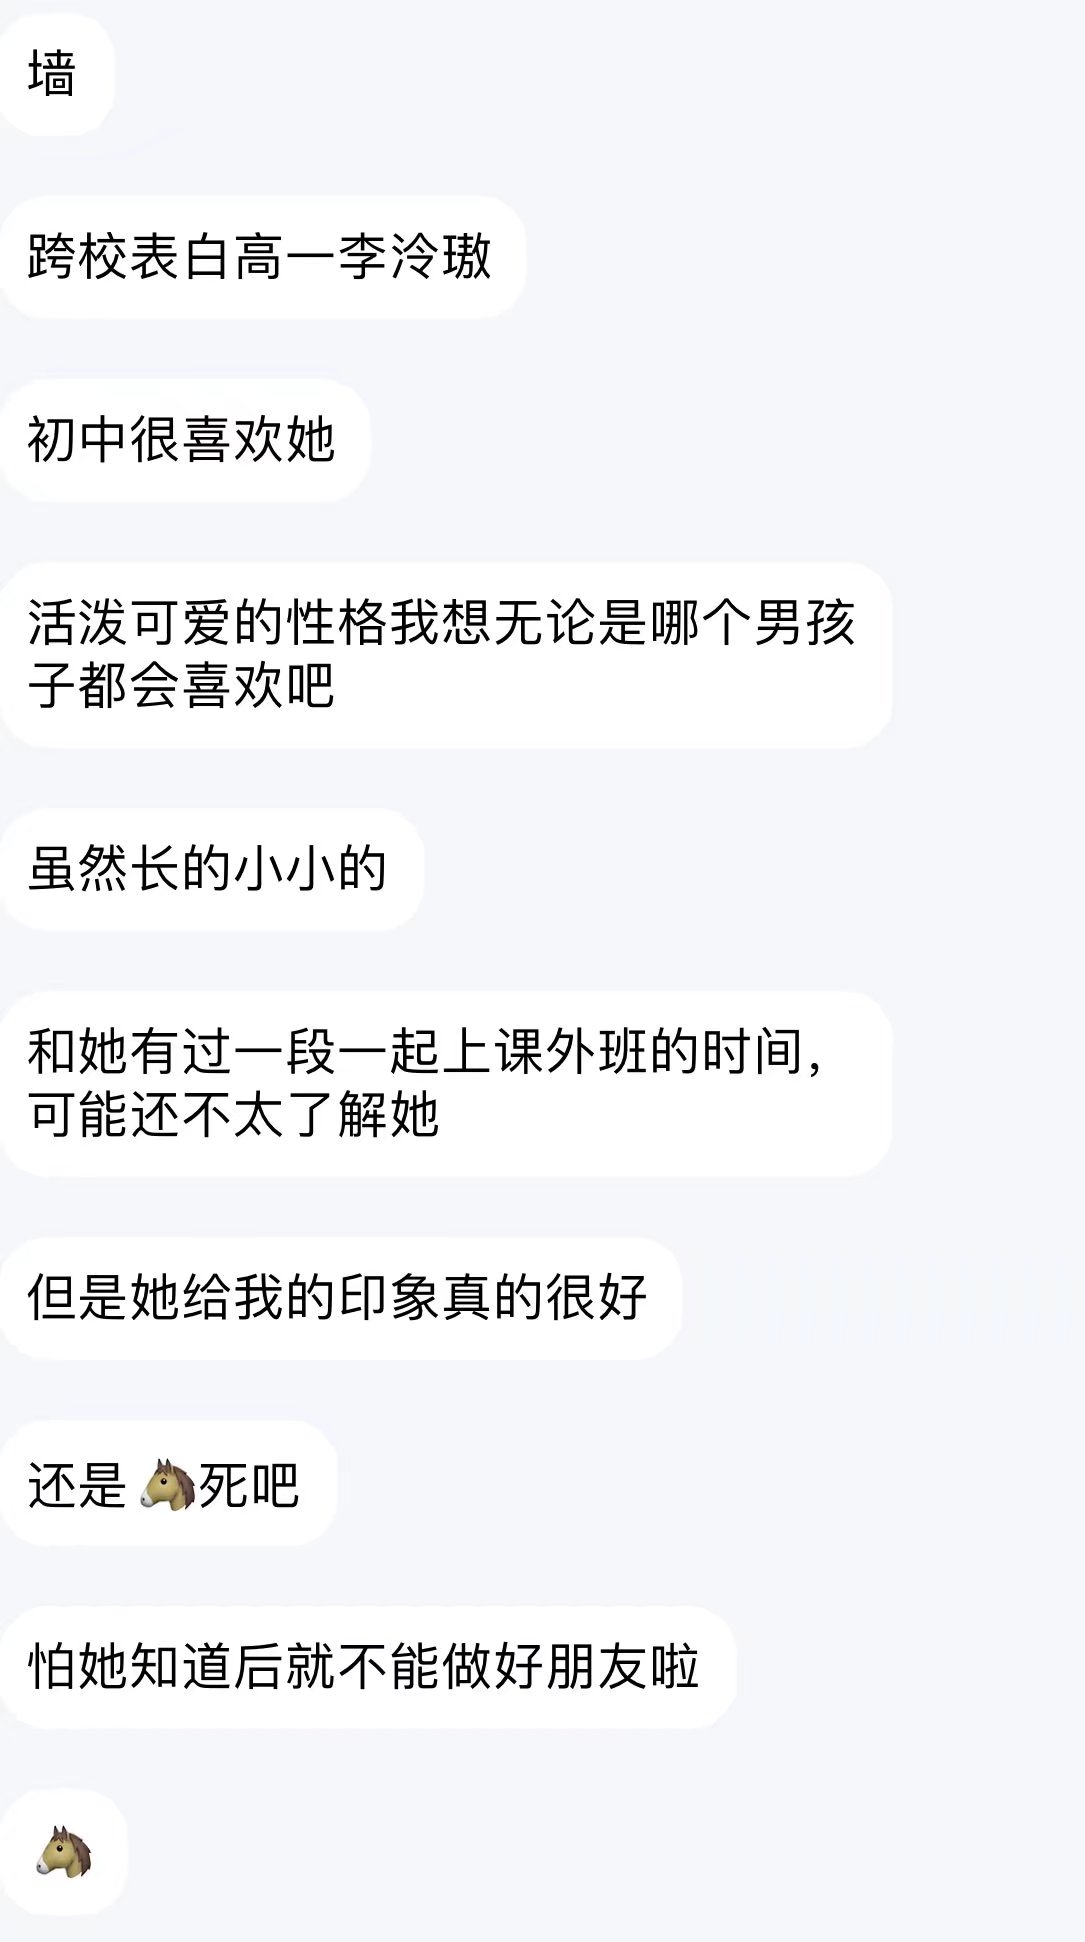 墙
跨校表白高一李泠璈
初中很喜欢她
活泼可爱的性格我想无论是哪个男孩
子都会喜欢吧
虽然长的小小的
和她有过一段一起上课外班的时间，
可能还不太了解她
但是她给我的印象真的很好
还是🐴死吧
怕她知道后就不能做好朋友啦
🐴